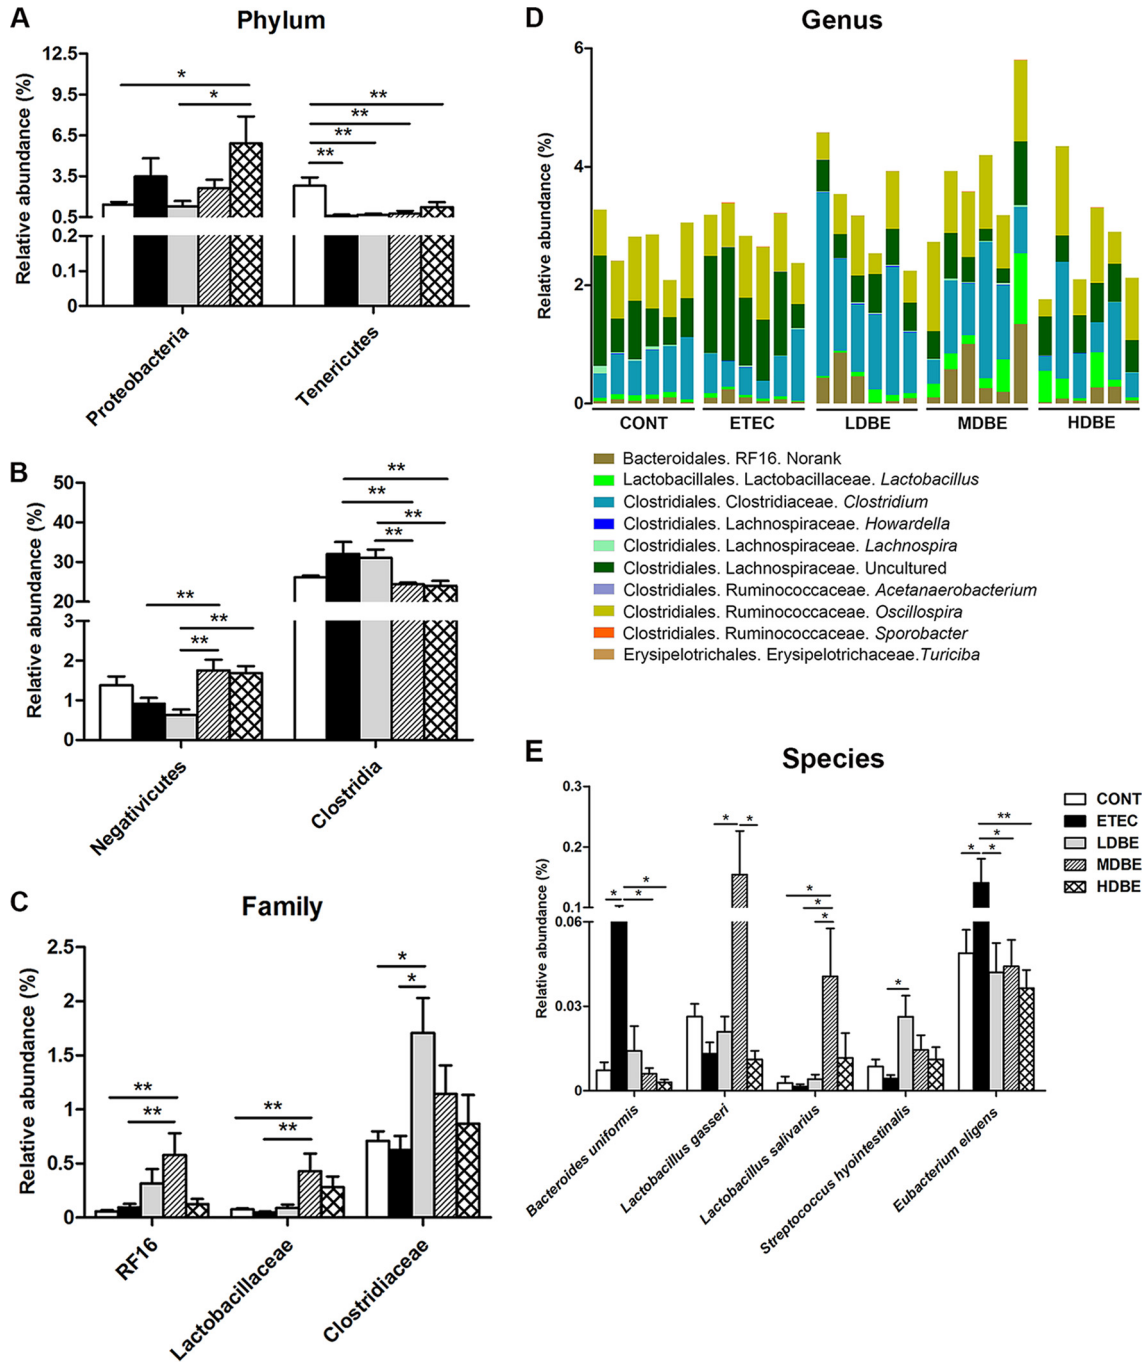 A
Phylum
Relative abundance (%)
12.5
9.5
6.5
3.5
0.5
0.2
0.1
0
*
*
**
**
**
**
Proteobacteria
Tenericutes
B
Relative abundance (%)
50
40
30
20
3
2
1
0
**
**
**
**
**
**
**
Negativicutes
Clostridia
C
Family
Relative abundance (%)
2.5
2
1.5
1
0.5
0
**
**
**
**
*
*
RF16
Lactobacillaceae
Clostridiaceae
D
Genus
Relative abundance (%)
6
4
2
0
CONT
ETEC
LDBE
MDBE
HDBE
Bacteroidales. RF16. Norank
Lactobacillales. Lactobacillaceae. Lactobacillus
Clostridiales. Clostridiaceae. Clostridium
Clostridiales. Lachnospiraceae. Howardella
Clostridiales. Lachnospiraceae. Lachnospira
Clostridiales. Lachnospiraceae. Uncultured
Clostridiales. Ruminococcaceae. Acetanaerobacterium
Clostridiales. Ruminococcaceae. Oscillospira
Clostridiales. Ruminococcaceae. Sporobacter
Erysipelotrichales. Erysipelotrichaceae.Turiciba
E
Species
Relative abundance (%)
0.3
0.2
0.1
0.06
0.03
0
*
*
*
*
*
*
*
*
*
**
*
*
*
Bacteroides uniformis
Lactobacillus gasseri
Lactobacillus salivarius
Streptococcus hyointestinalis
Eubacterium eligens
CONT
ETEC
LDBE
MDBE
HDBE